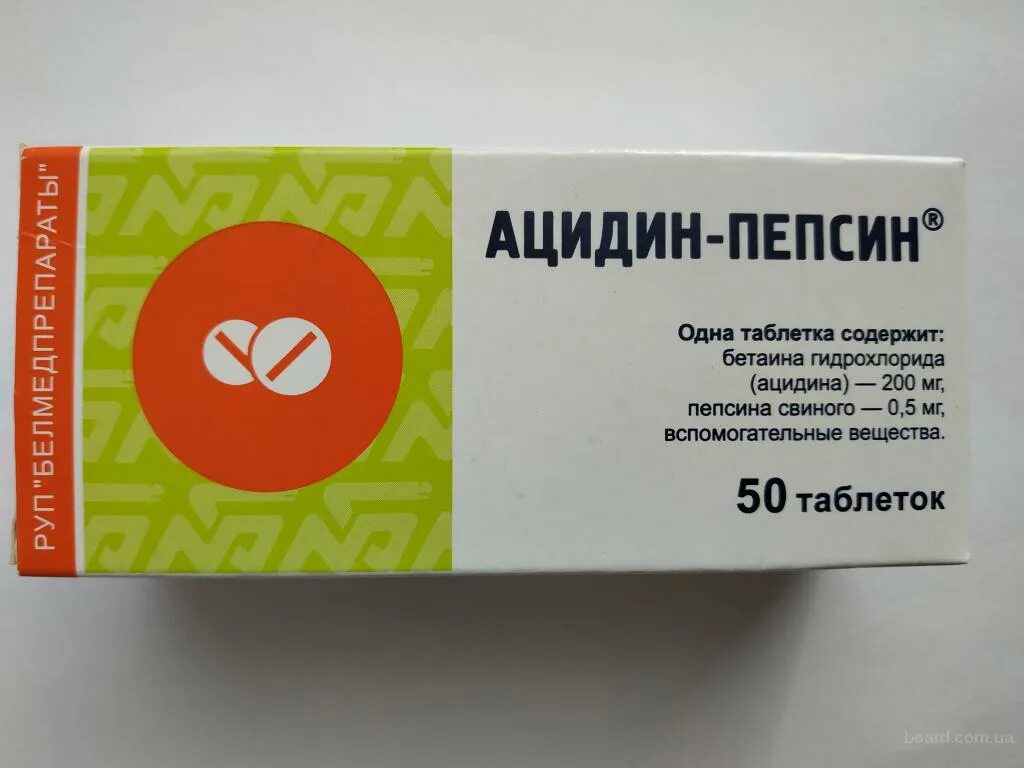 РУП "БЕЛМЕДПРЕПАРАТЫ"
АЦИДИН-ПЕПСИН®
Одна таблетка содержит:
бетаина гидрохлорида
(ацидина) — 200 мг,
пепсина свиного — 0,5 мг,
вспомогательные вещества.
50 таблеток
board.com.ua